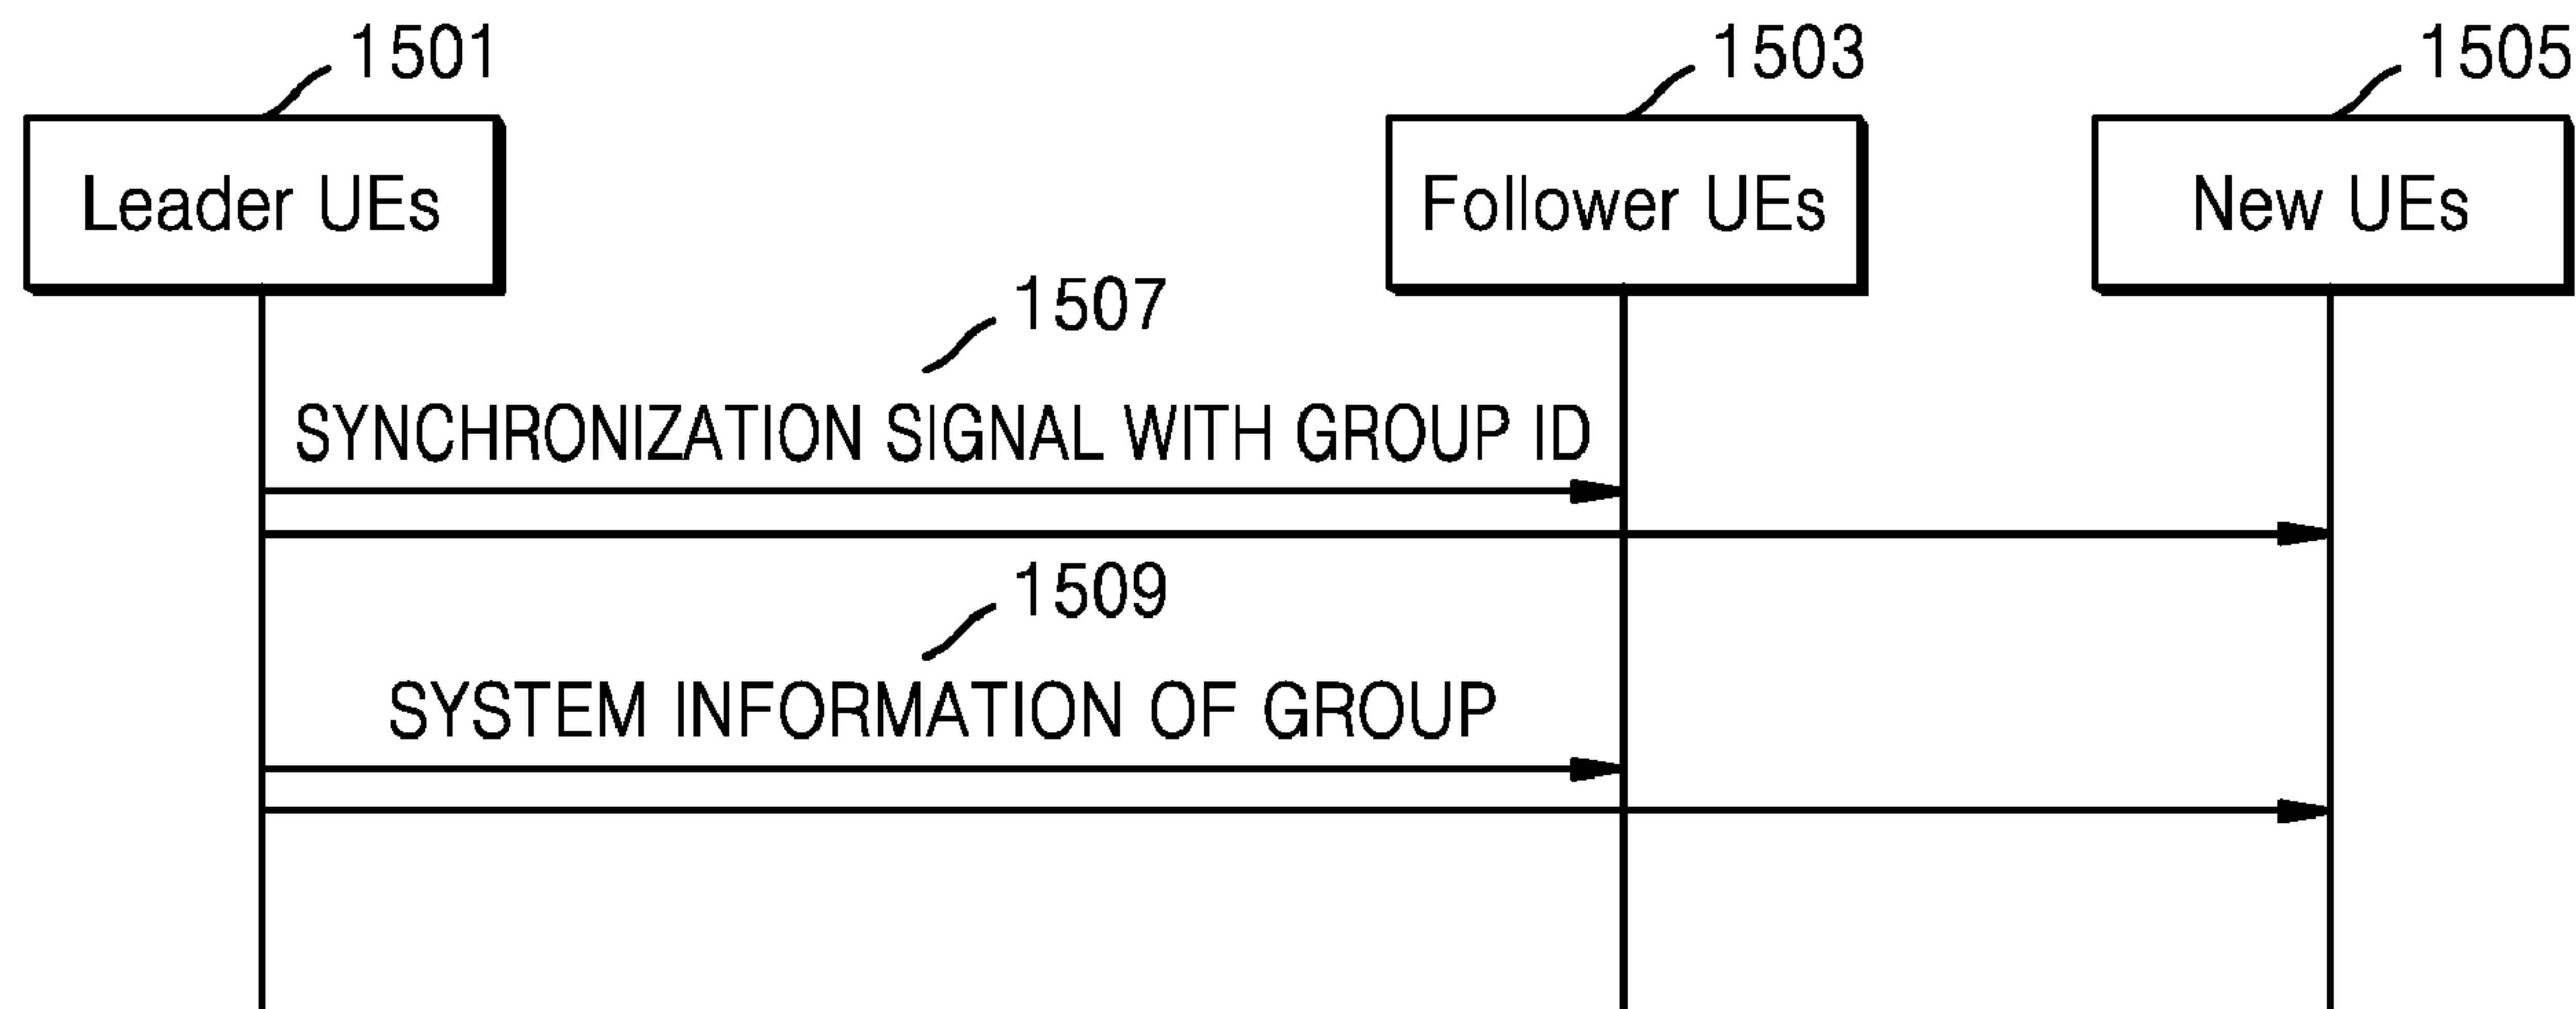 1501
1503
1505
Leader UEs
Follower UEs
New UEs
1507
SYNCHRONIZATION SIGNAL WITH GROUP ID
1509
SYSTEM INFORMATION OF GROUP